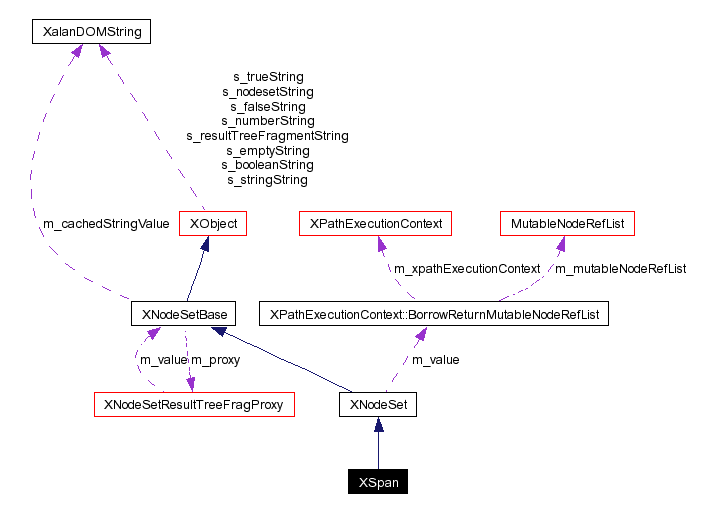 XalanDOMString
s_trueString
s_nodesetString
s_falseString
s_numberString
s_resultTreeFragmentString
s_emptyString
s_booleanString
s_stringString
m_cachedStringValue
XObject
XPathExecutionContext
MutableNodeRefList
m_xpathExecutionContext
m_mutableNodeRefList
XNodeSetBase
XPathExecutionContext::BorrowReturnMutableNodeRefList
m_value
m_proxy
m_value
XNodeSetResultTreeFragProxy
XNodeSet
XSpan